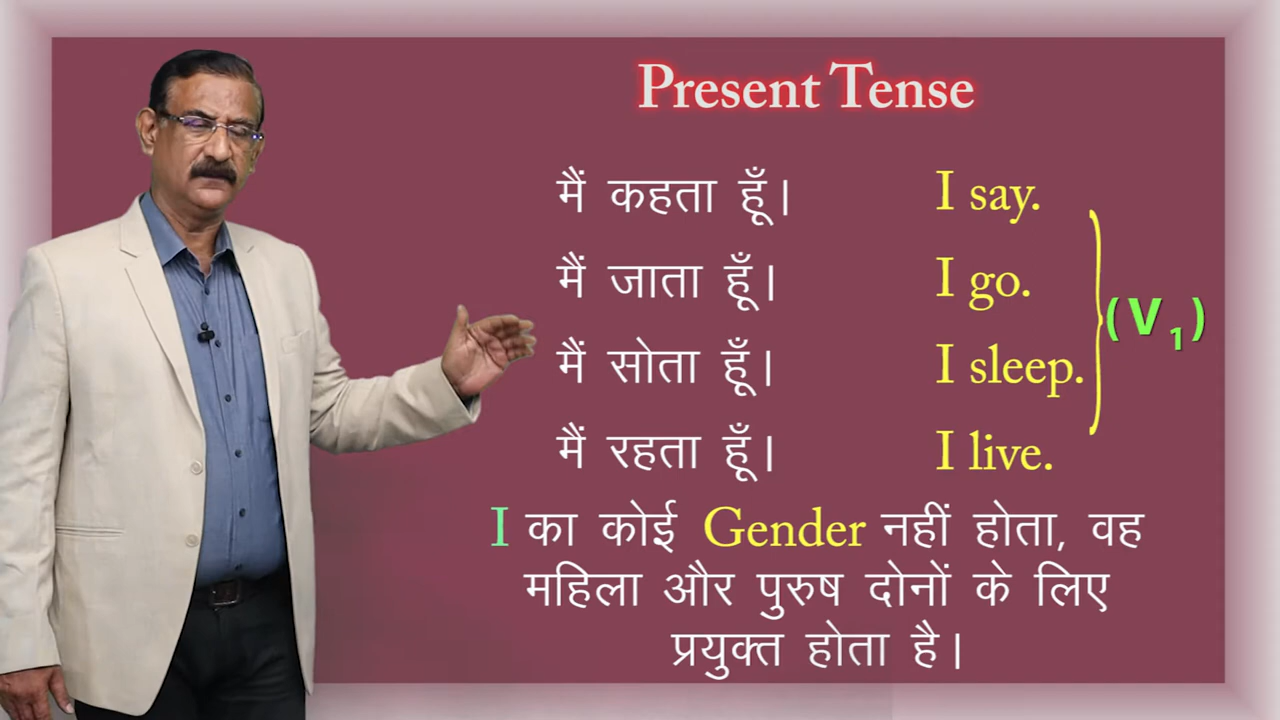 Present Tense
मैं कहता हूँ। I say.
मैं जाता हूँ। I go.
(V₁)
मैं सोता हूँ। I sleep.
मैं रहता हूँ। I live.
I का कोई Gender नहीं होता, वह
महिला और पुरुष दोनों के लिए
प्रयुक्त होता है।